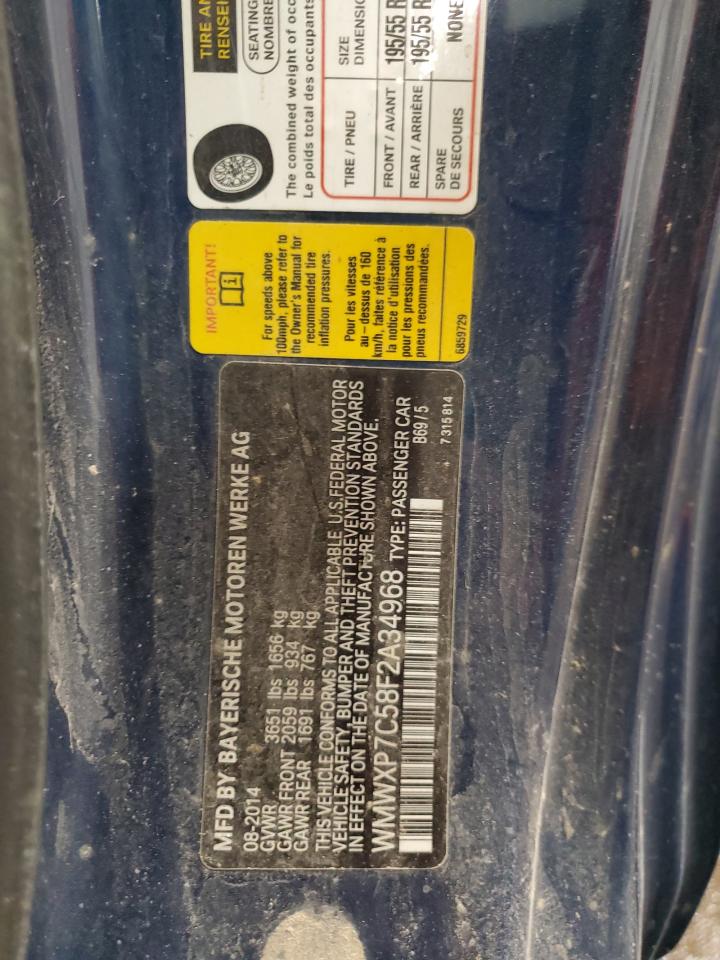 MFD BY BAYERISCHE MOTOREN WERKE AG
08-2014
GVWR 3651 lbs 1656 kg
GAWR FRONT 2059 lbs 934 kg
GAWR REAR 1691 lbs 767 kg
THIS VEHICLE CONFORMS TO ALL APPLICABLE U.S.FEDERAL MOTOR
VEHICLE SAFETY, BUMPER AND THEFT PREVENTION STANDARDS
IN EFFECT ON THE DATE OF MANUFACTURE SHOWN ABOVE.
WMWXP7C58F2A34968 TYPE: PASSENGER CAR
B69/5
7 315 814
IMPORTANT!
For speeds above
100mph, please refer to
the Owner's Manual for
recommended tire
inflation pressures.
Pour les vitesses
au-dessus de 160
km/h, faites référence à
la notice d'utilisation
pour les pressions des
pneus recommandées.
6859729
TIRE AN
RENSEI
SEATING
NOMBRE
The combined weight of occ
Le poids total des occupants
TIRE / PNEU SIZE
DIMENSIO
FRONT / AVANT 195/55 R
REAR / ARRIÈRE 195/55 R
SPARE
DE SECOURS NONE